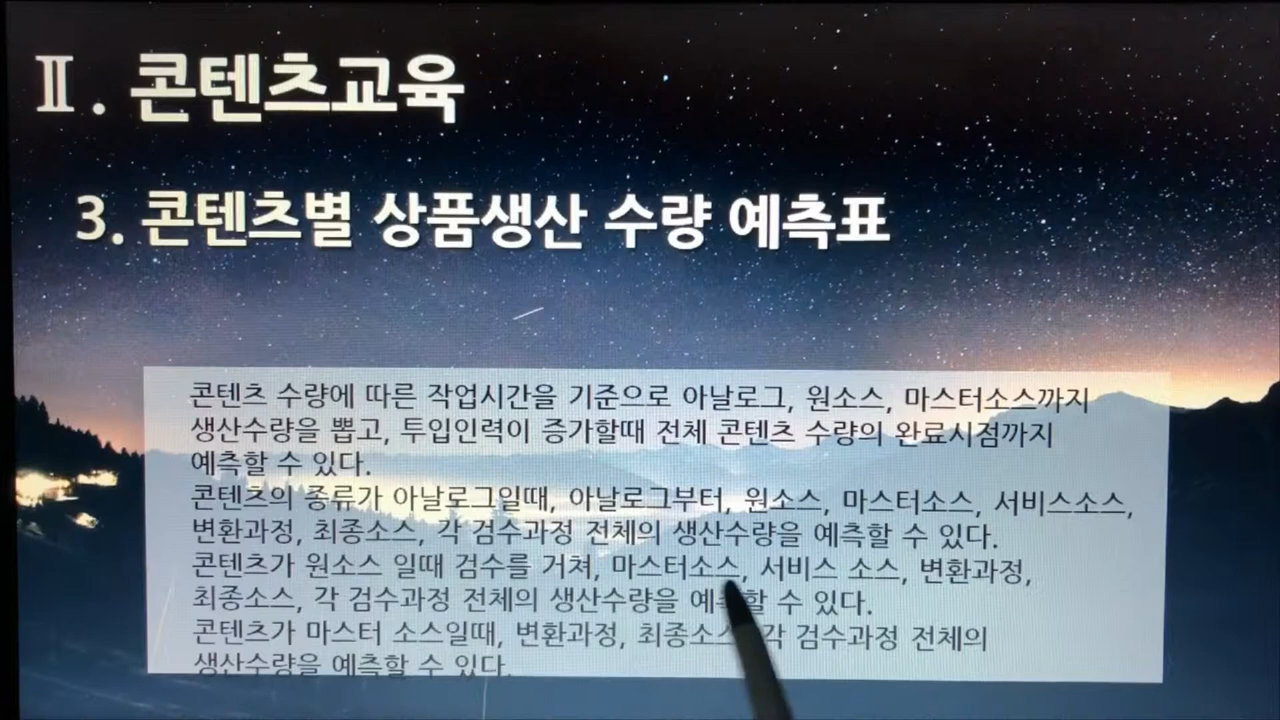 Ⅱ. 콘텐츠교육
3. 콘텐츠별 상품생산 수량 예측표
콘텐츠 수량에 따른 작업시간을 기준으로 아날로그, 원소스, 마스터소스까지
생산수량을 뽑고, 투입인력이 증가할때 전체 콘텐츠 수량의 완료시점까지
예측할 수 있다.
콘텐츠의 종류가 아날로그일때, 아날로그부터, 원소스, 마스터소스, 서비스소스,
변환과정, 최종소스, 각 검수과정 전체의 생산수량을 예측할 수 있다.
콘텐츠가 원소스 일때 검수를 거쳐, 마스터소스, 서비스 소스, 변환과정,
최종소스, 각 검수과정 전체의 생산수량을 예측할 수 있다.
콘텐츠가 마스터 소스일때, 변환과정, 최종소스, 각 검수과정 전체의
생산수량을 예측할 수 있다.